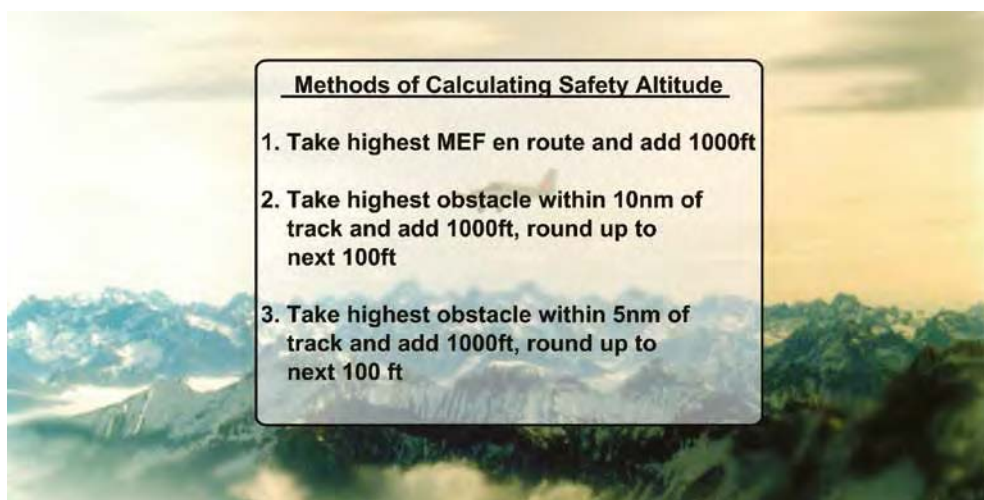 Methods of Calculating Safety Altitude
1. Take highest MEF en route and add 1000ft
2. Take highest obstacle within 10nm of
track and add 1000ft, round up to
next 100ft
3. Take highest obstacle within 5nm of
track and add 1000ft, round up to
next 100 ft